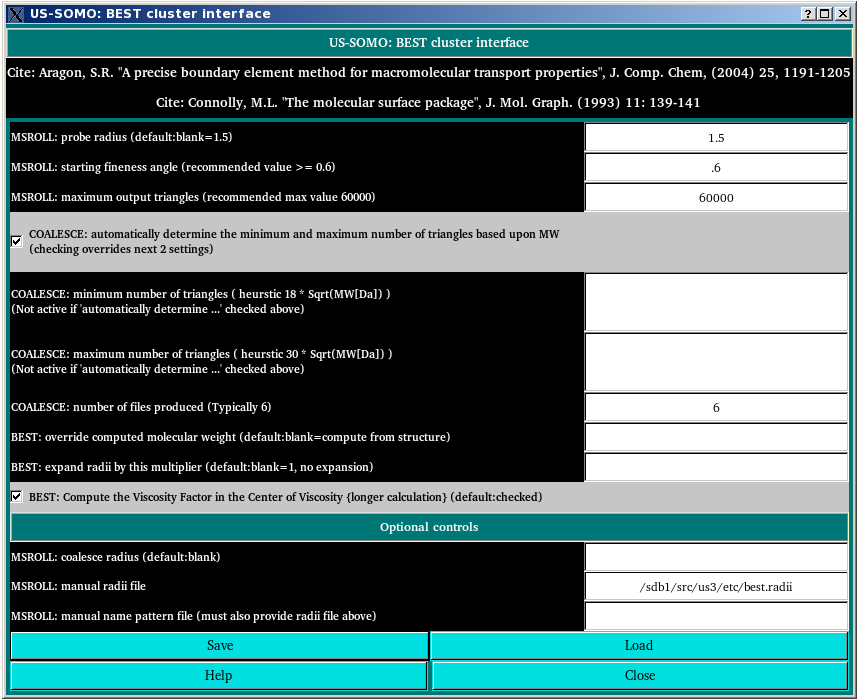 US-SOMO: BEST cluster interface
US-SOMO: BEST cluster interface
Cite: Aragon, S.R. "A precise boundary element method for macromolecular transport properties", J. Comp. Chem, (2004) 25, 1191-1205
Cite: Connolly, M.L. "The molecular surface package", J. Mol. Graph. (1993) 11: 139-141
MSROLL: probe radius (default:blank=1.5) 1.5
MSROLL: starting fineness angle (recommended value >= 0.6) .6
MSROLL: maximum output triangles (recommended max value 60000) 60000
COALESCE: automatically determine the minimum and maximum number of triangles based upon MW
(checking overrides next 2 settings)
COALESCE: minimum number of triangles ( heurstic 18 * Sqrt(MW[Da]) )
(Not active if 'automatically determine ...' checked above)
COALESCE: maximum number of triangles ( heurstic 30 * Sqrt(MW[Da]) )
(Not active if 'automatically determine ...' checked above)
COALESCE: number of files produced (Typically 6) 6
BEST: override computed molecular weight (default:blank=compute from structure)
BEST: expand radii by this multiplier (default:blank=1, no expansion)
BEST: Compute the Viscosity Factor in the Center of Viscosity {longer calculation} (default:checked)
Optional controls
MSROLL: coalesce radius (default:blank)
MSROLL: manual radii file /sdb1/src/us3/etc/best.radii
MSROLL: manual name pattern file (must also provide radii file above)
Save Load
Help Close